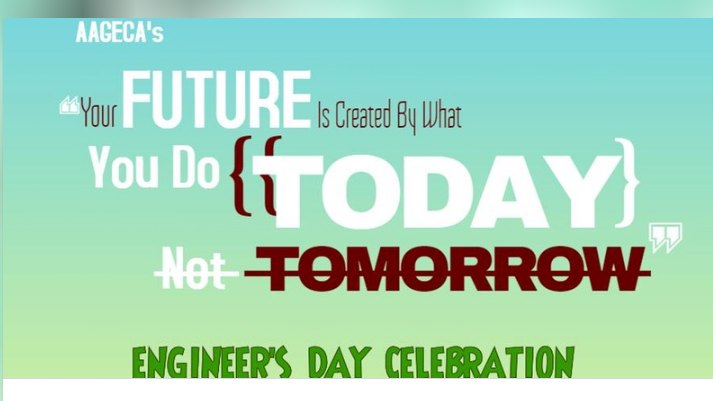 AAGECA's
“Your FUTURE Is Created By What
You Do {{TODAY}
Not TOMORROW”
ENGINEER'S DAY CELEBRATION